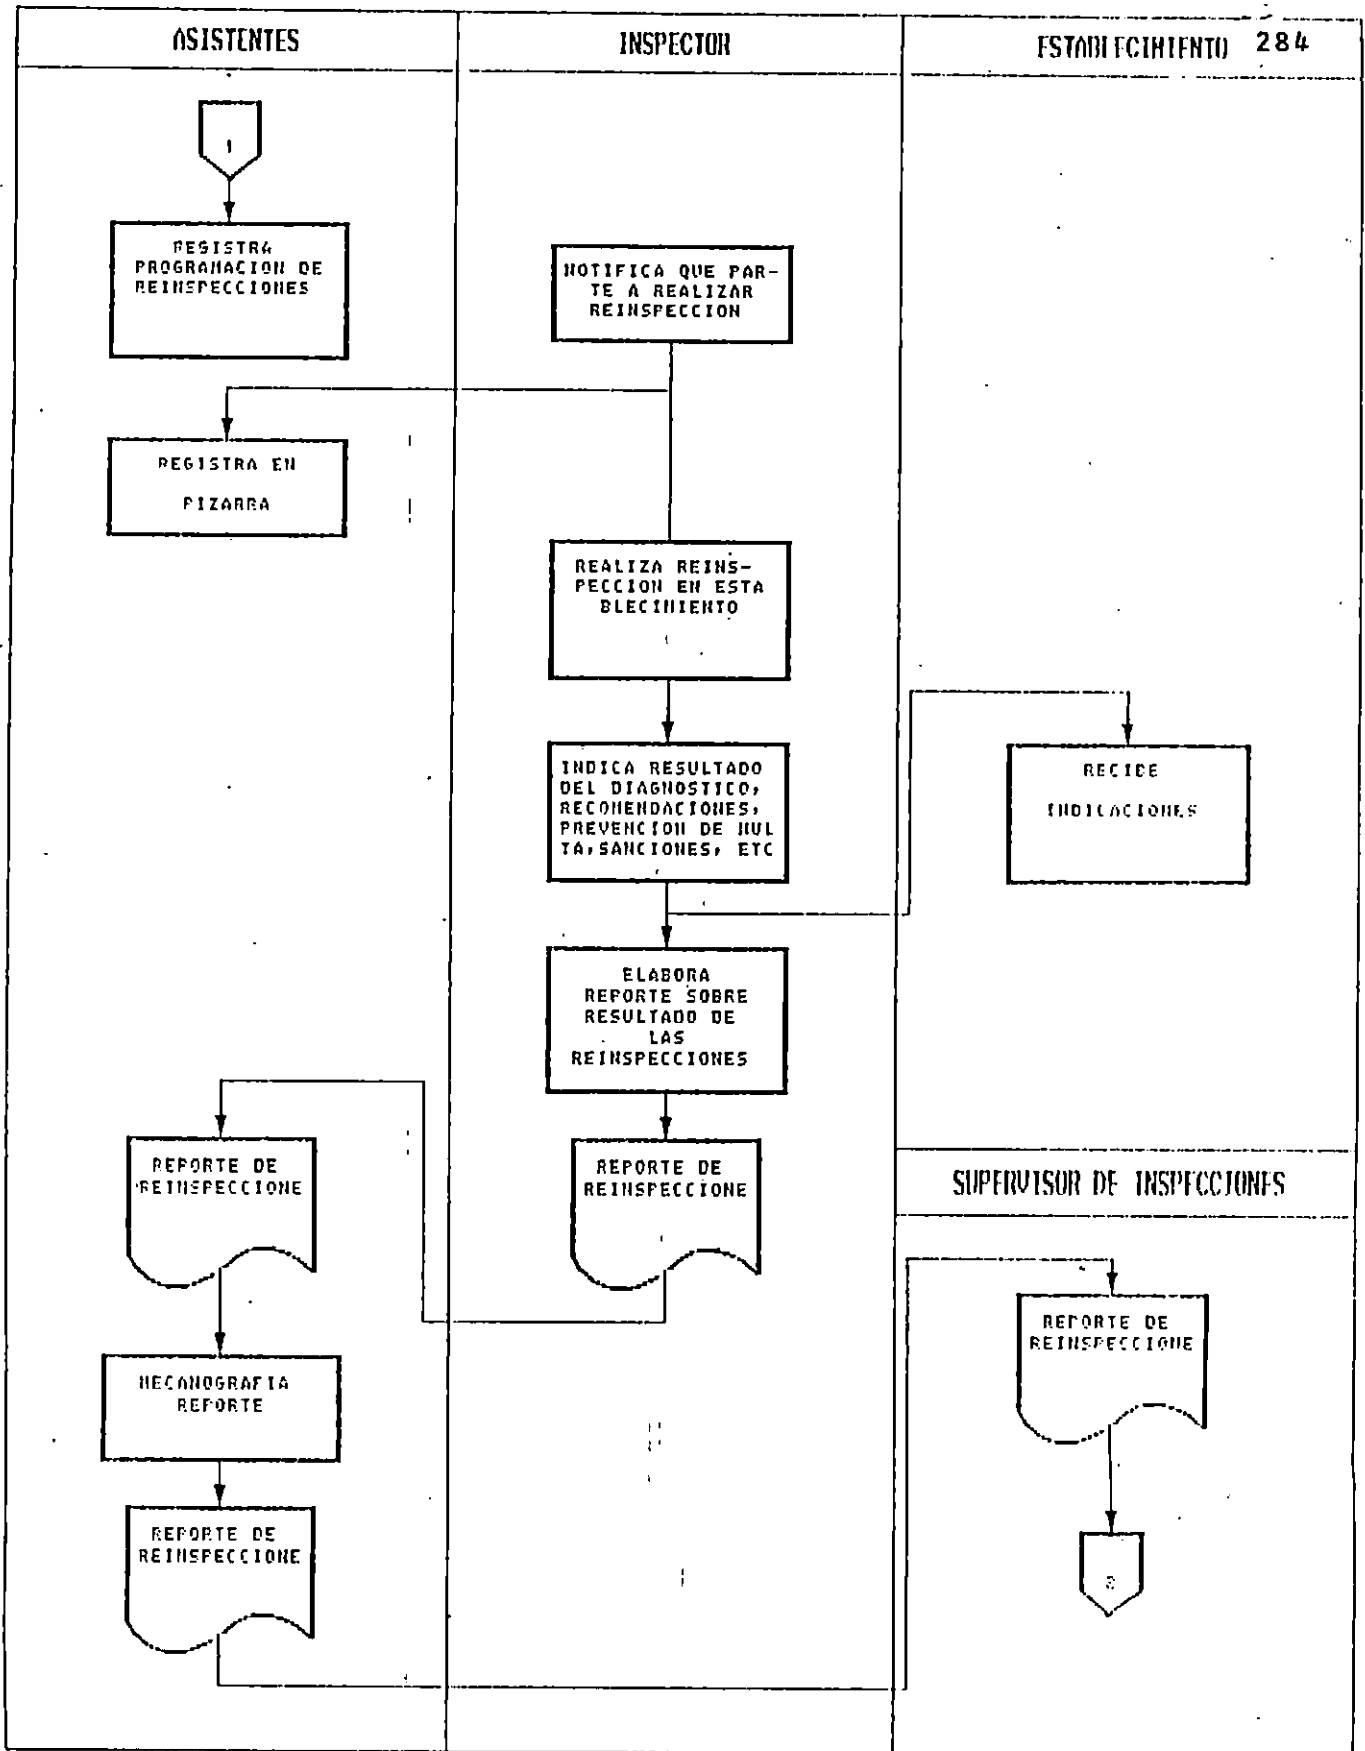 ASISTENTES
INSPECTOR
ESTABLECIMIENTO 284
1
REGISTRA
PROGRAMACION DE
REINSPECCIONES
NOTIFICA QUE PAR-
TE A REALIZAR
REINSPECCION
REGISTRA EN
PIZARRA
REALIZA REINS-
PECCION EN ESTA
BLECIMIENTO
INDICA RESULTADO
DEL DIAGNOSTICO,
RECOMENDACIONES,
PREVENCION DE MUL
TA, SANCIONES, ETC
RECIBE
INDICACIONES
ELABORA
REPORTE SOBRE
RESULTADO DE
LAS
REINSPECCIONES
REPORTE DE
REINSPECCIONE
REPORTE DE
REINSPECCIONE
SUPERVISOR DE INSPECCIONES
REPORTE DE
REINSPECCIONE
MECANOGRAFIA
REPORTE
REPORTE DE
REINSPECCIONE
2